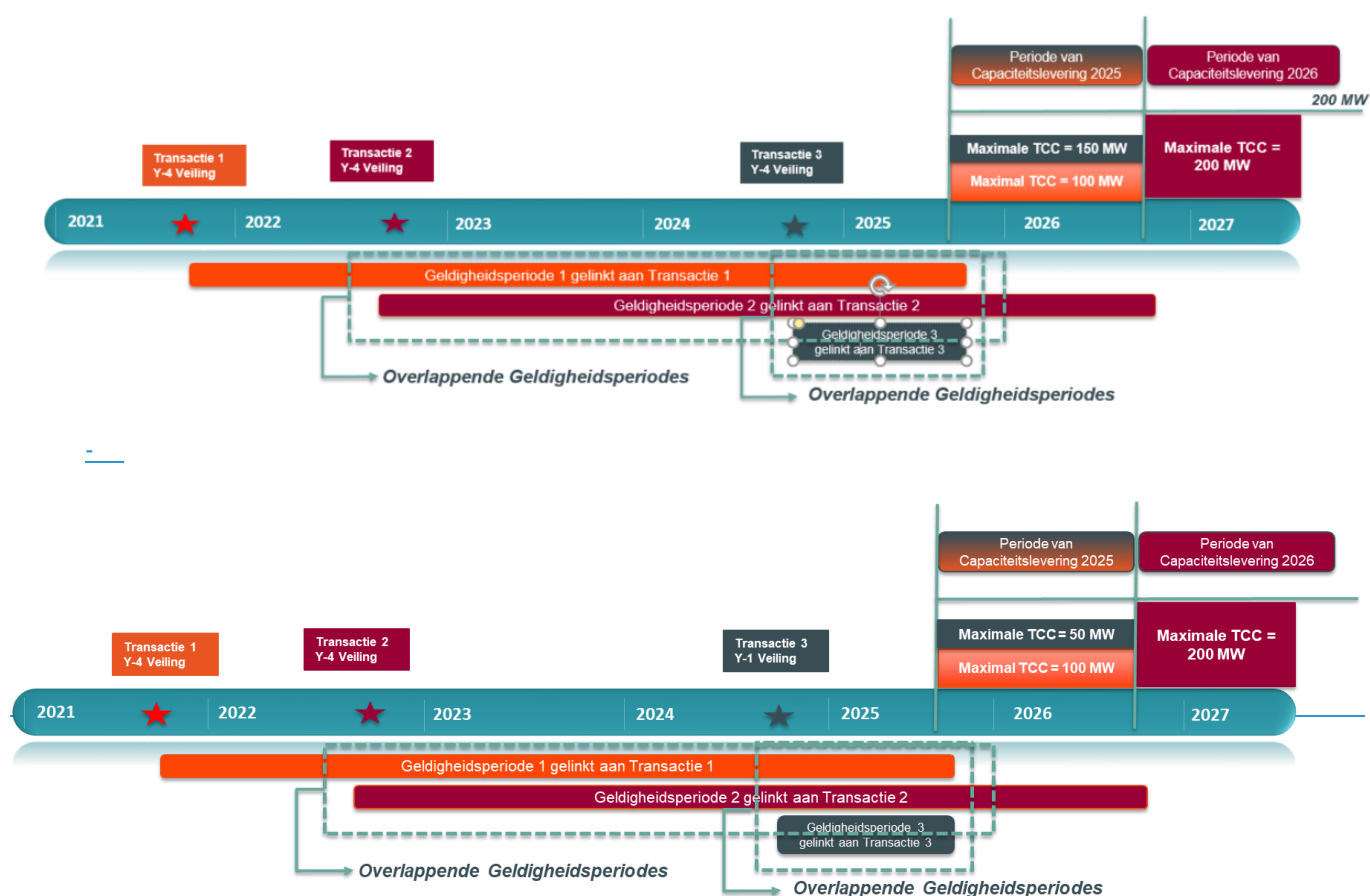 Periode van
Capaciteitslevering 2025
Periode van
Capaciteitslevering 2026
200 MW
Transactie 1
Y-4 Veiling
Transactie 2
Y-4 Veiling
Transactie 3
Y-4 Veiling
Maximale TCC = 150 MW
Maximal TCC = 100 MW
Maximale TCC =
200 MW
2021
2022
2023
2024
2025
2026
2027
Geldigheidsperiode 1 gelinkt aan Transactie 1
Geldigheidsperiode 2 gelinkt aan Transactie 2
Geldigheidsperiode 3
gelinkt aan Transactie 3
Overlappende Geldigheidsperiodes
Overlappende Geldigheidsperiodes
-
Periode van
Capaciteitslevering 2025
Periode van
Capaciteitslevering 2026
Transactie 1
Y-4 Veiling
Transactie 2
Y-4 Veiling
Transactie 3
Y-1 Veiling
Maximale TCC = 50 MW
Maximal TCC = 100 MW
Maximale TCC =
200 MW
2021
2022
2023
2024
2025
2026
2027
Geldigheidsperiode 1 gelinkt aan Transactie 1
Geldigheidsperiode 2 gelinkt aan Transactie 2
Geldigheidsperiode 3
gelinkt aan Transactie 3
Overlappende Geldigheidsperiodes
Overlappende Geldigheidsperiodes